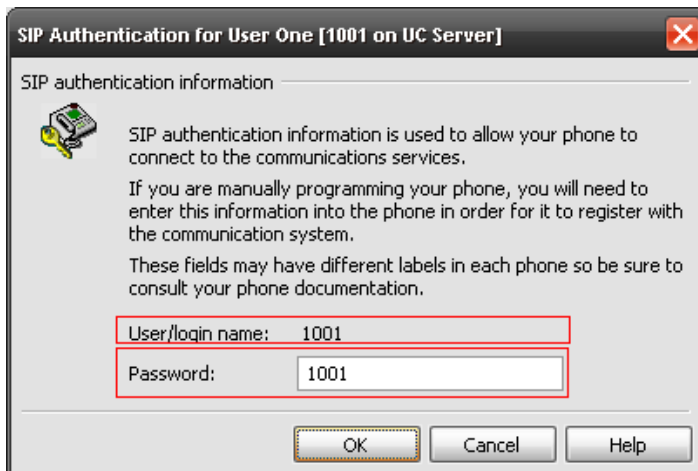 SIP Authentication for User One [1001 on UC Server]
SIP authentication information
SIP authentication information is used to allow your phone to
connect to the communications services.
If you are manually programming your phone, you will need to
enter this information into the phone in order for it to register with
the communication system.
These fields may have different labels in each phone so be sure to
consult your phone documentation.
User/login name: 1001
Password: 1001
OK Cancel Help